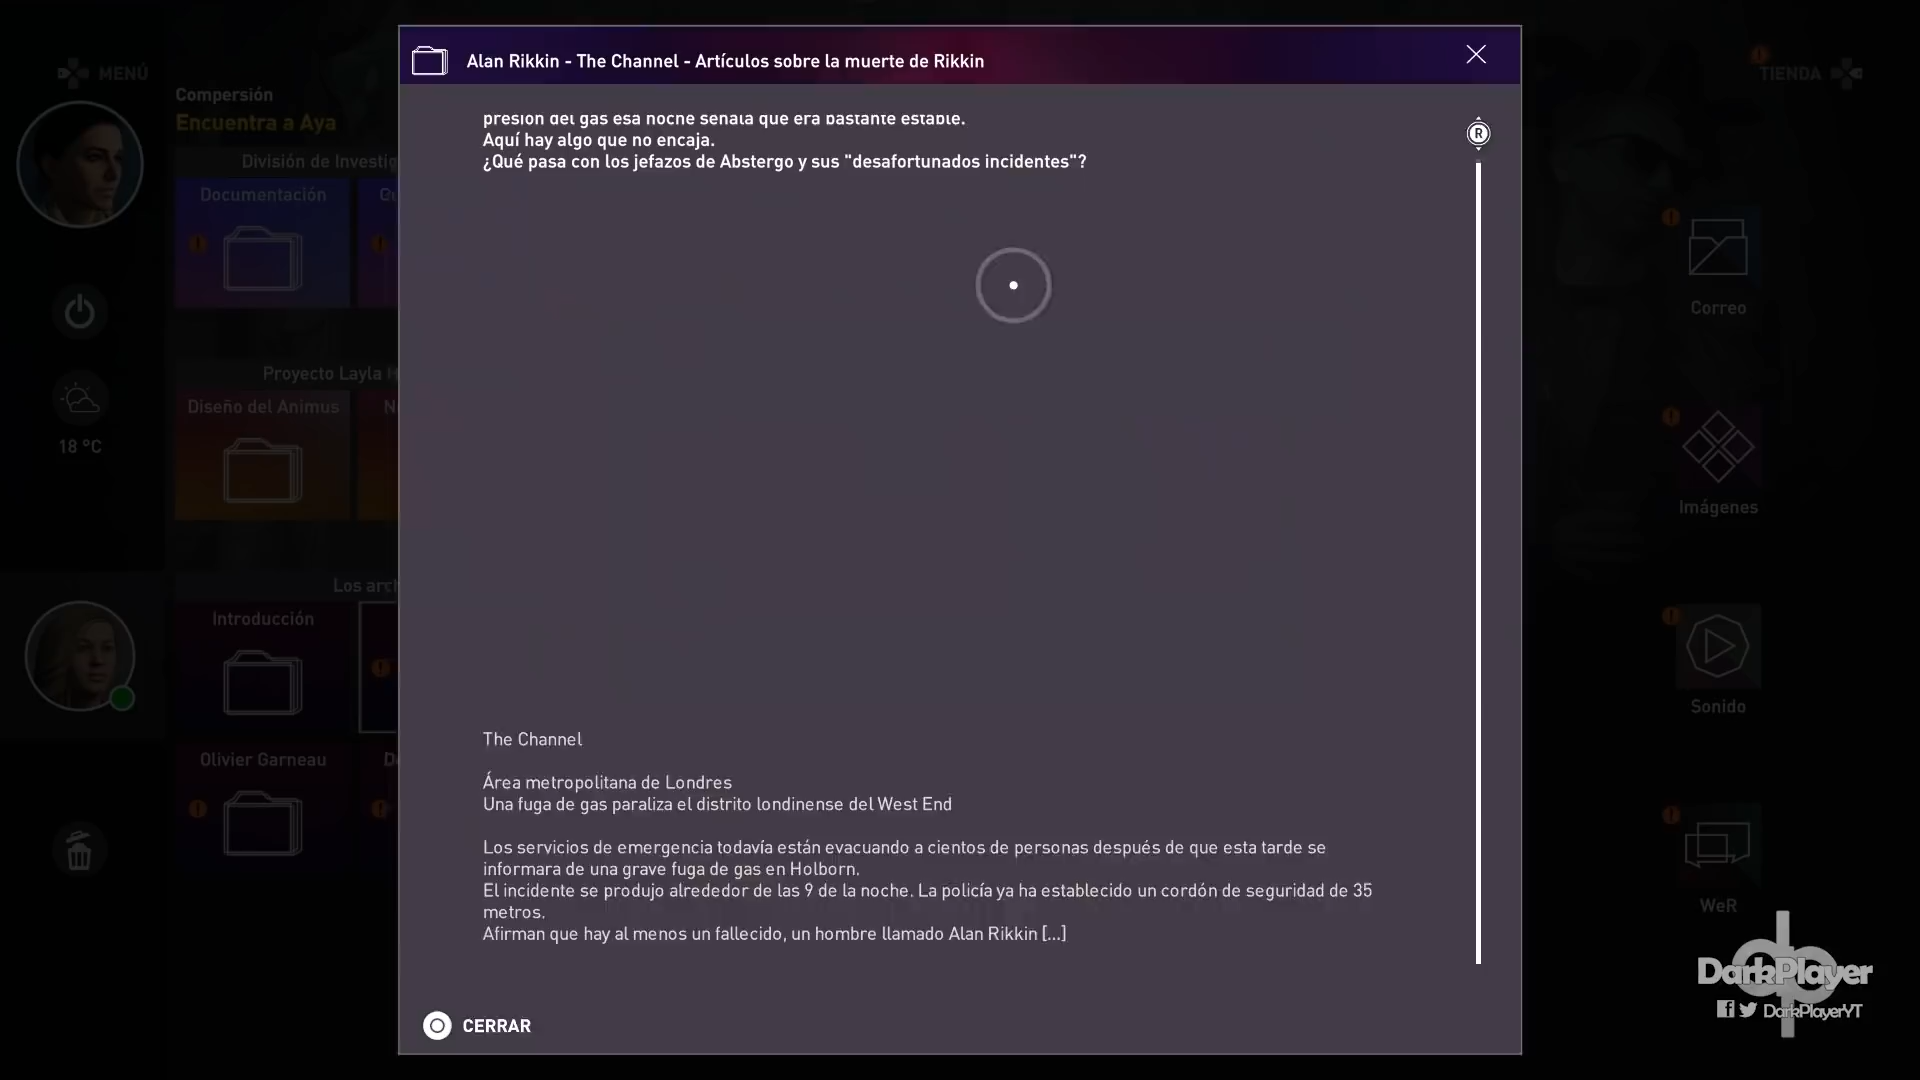 Alan Rikkin - The Channel - Artículos sobre la muerte de Rikkin
MENÚ
TIENDA
Compersión
Encuentra a Aya
División de Investig
Documentación
presión del gas esa noche señala que era bastante estable.
Aquí hay algo que no encaja.
¿Qué pasa con los jefazos de Abstergo y sus "desafortunados incidentes"?
R
Correo
Proyecto Layla H
Diseño del Animus
N
18 °C
Imágenes
Los arch
Introducción
Sonido
Olivier Garneau
D
The Channel
Área metropolitana de Londres
Una fuga de gas paraliza el distrito londinense del West End
Los servicios de emergencia todavía están evacuando a cientos de personas después de que esta tarde se
informara de una grave fuga de gas en Holborn.
El incidente se produjo alrededor de las 9 de la noche. La policía ya ha establecido un cordón de seguridad de 35
metros.
Afirman que hay al menos un fallecido, un hombre llamado Alan Rikkin [...]
WeR
DarkPlayer
DarkPlayerYT
CERRAR